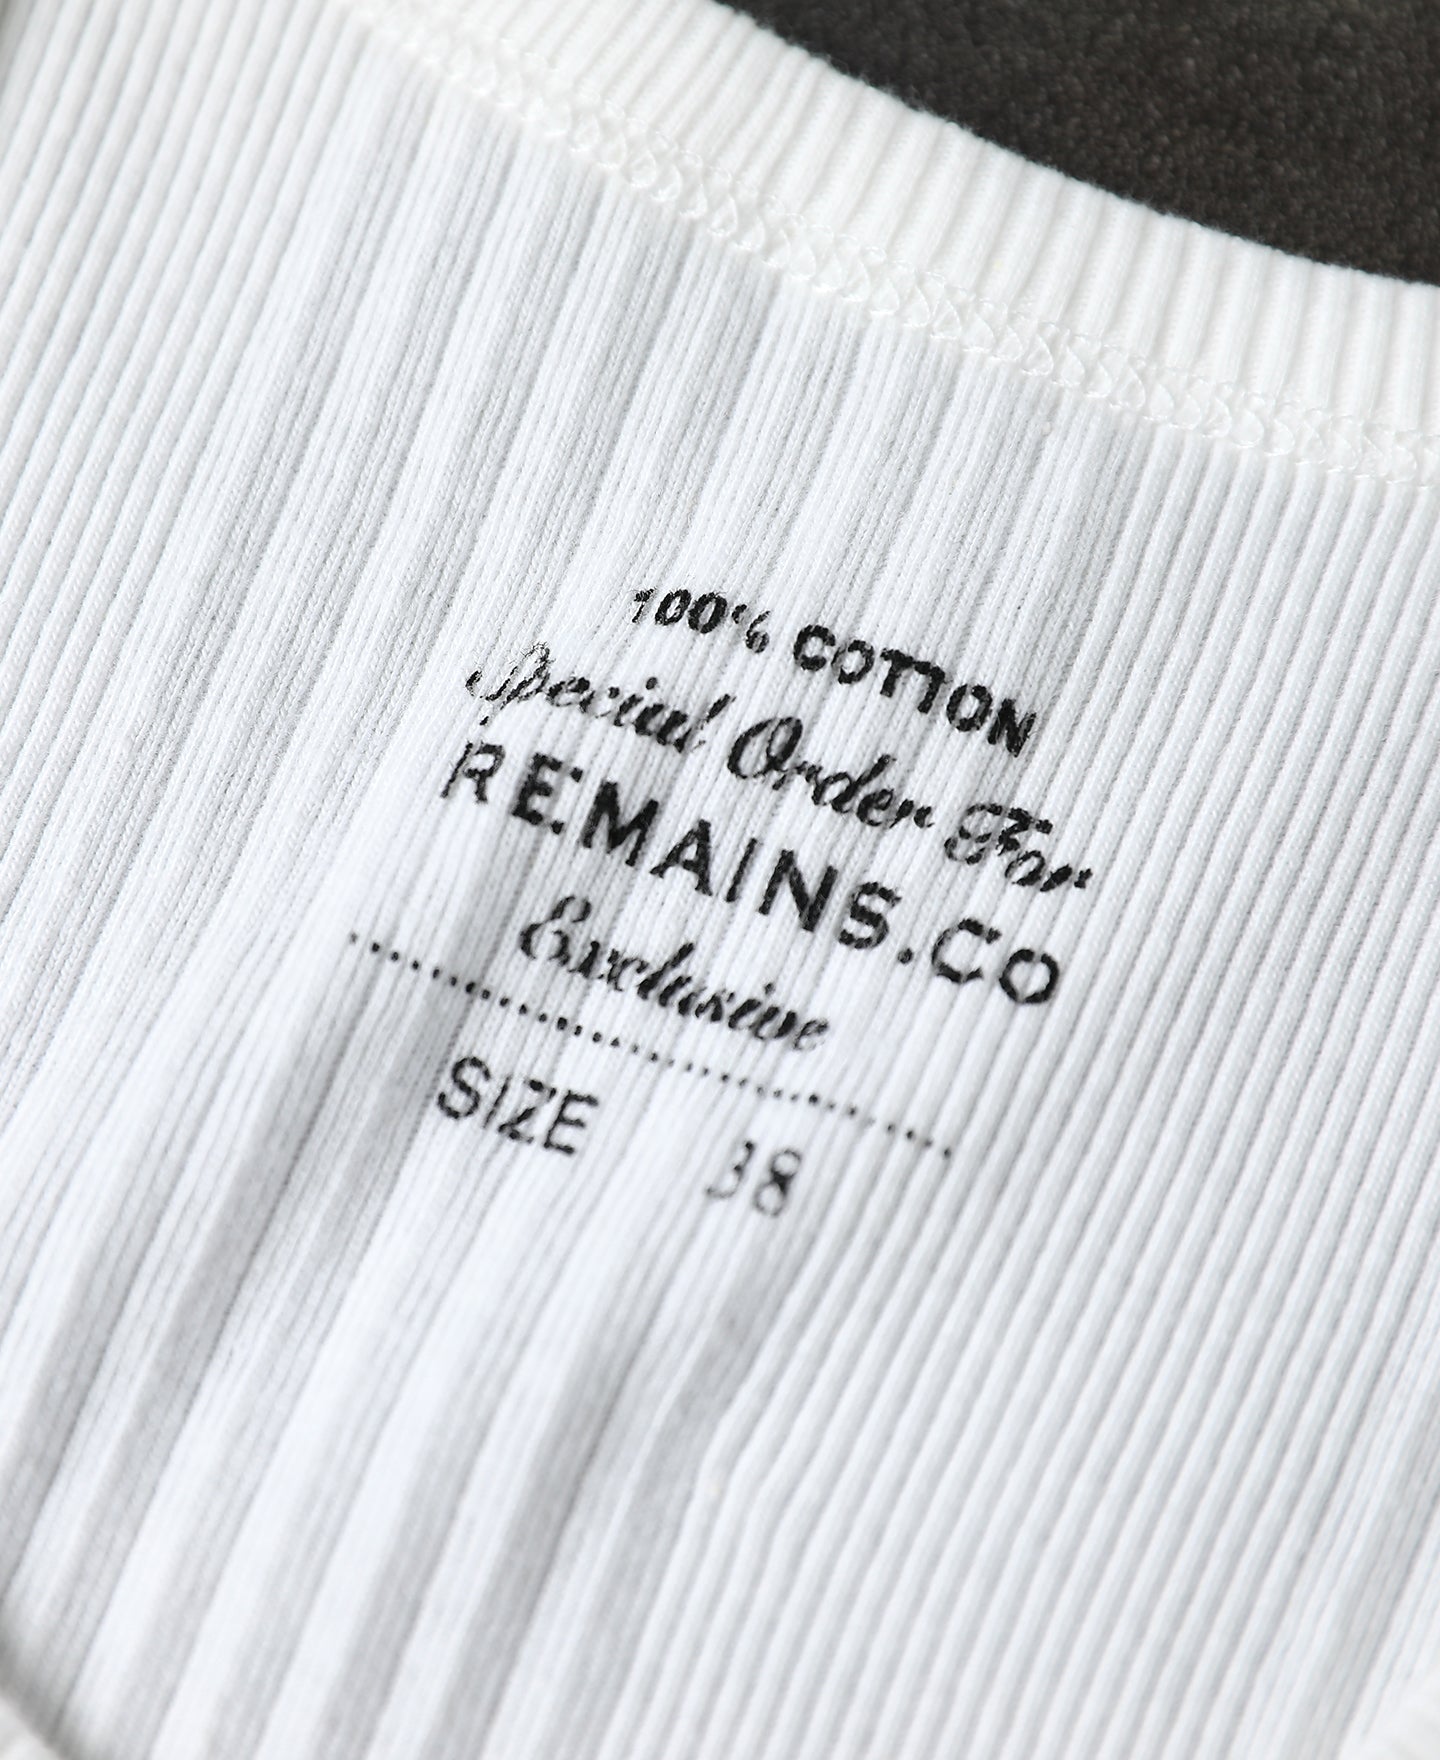 100% COTTON
Special Order For
REMAINS.CO
Exclusive
SIZE 38